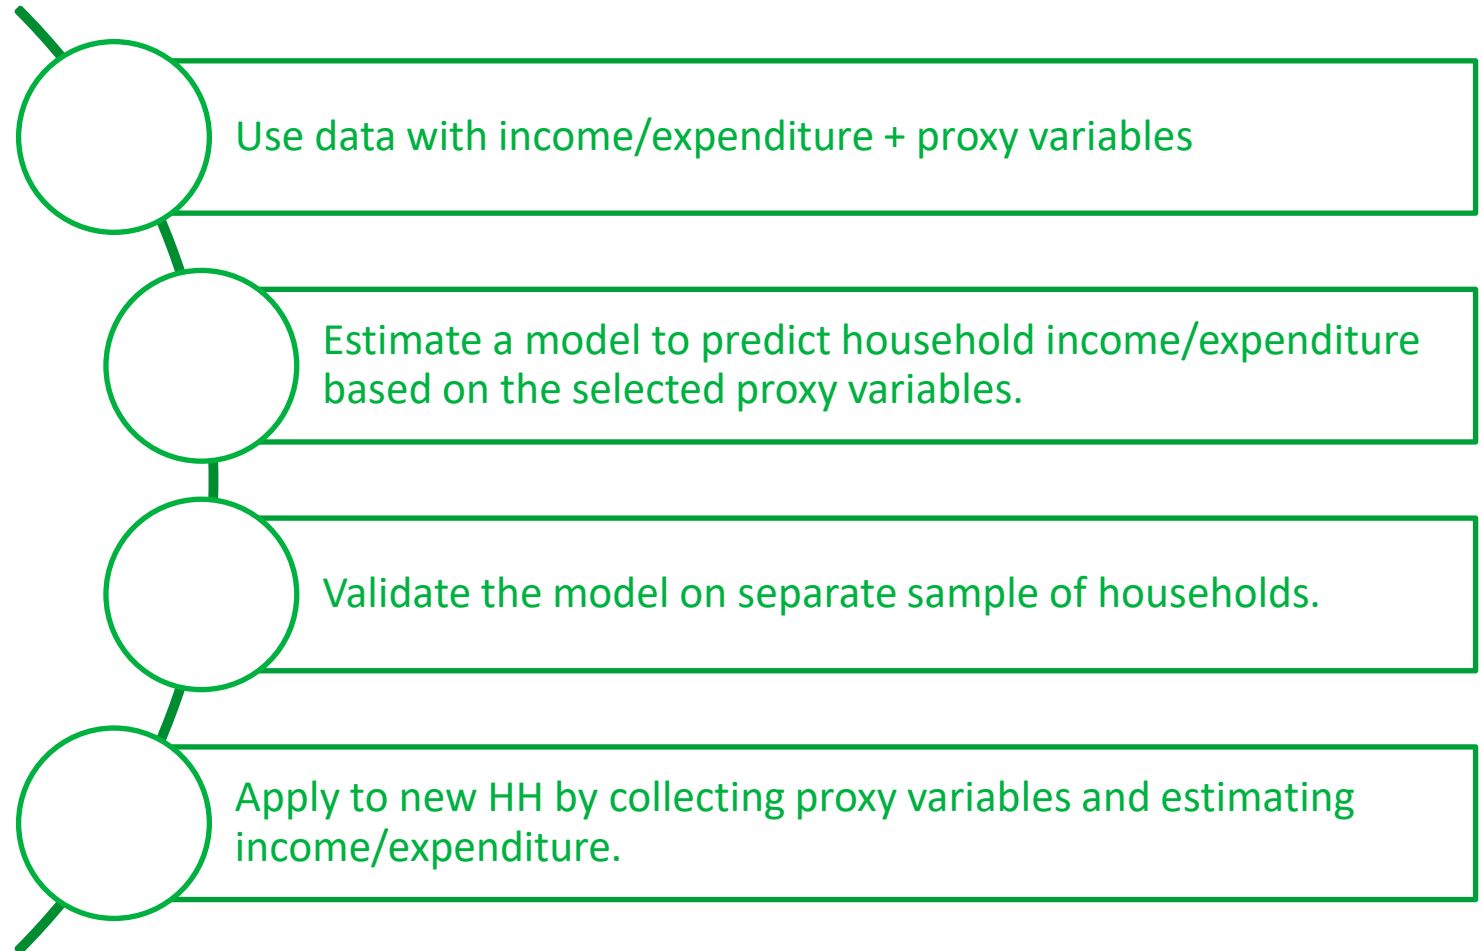 Use data with income/expenditure + proxy variables
Estimate a model to predict household income/expenditure
based on the selected proxy variables.
Validate the model on separate sample of households.
Apply to new HH by collecting proxy variables and estimating
income/expenditure.